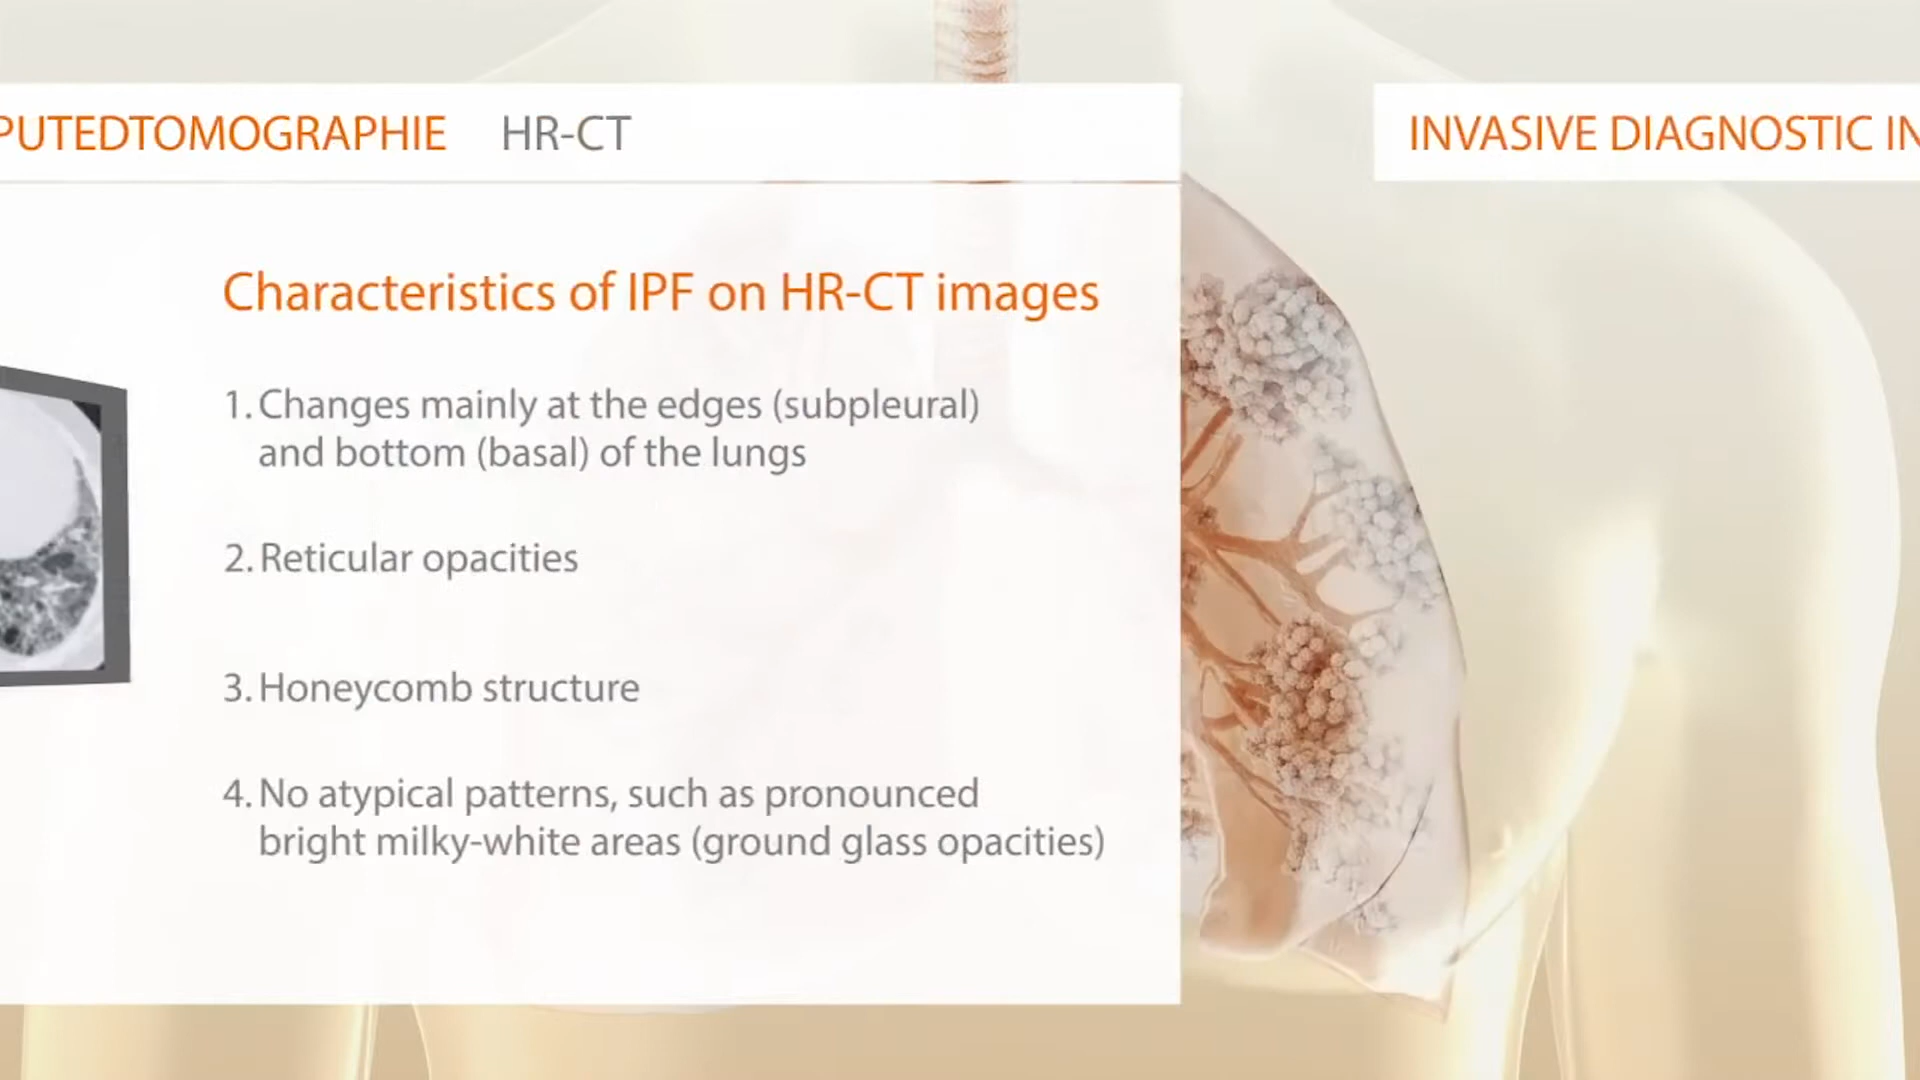 PUTEDTOMOGRAPHIE HR-CT
INVASIVE DIAGNOSTIC IN
Characteristics of IPF on HR-CT images
1. Changes mainly at the edges (subpleural)
and bottom (basal) of the lungs
2. Reticular opacities
3. Honeycomb structure
4. No atypical patterns, such as pronounced
bright milky-white areas (ground glass opacities)